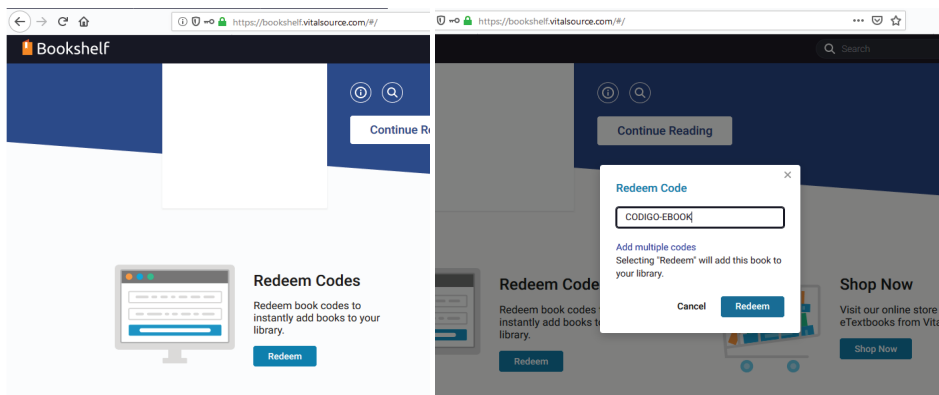 https://bookshelf.vitalsource.com/#/
Bookshelf
Continue R
Redeem Codes
Redeem book codes to
instantly add books to your
library.
Redeem
https://bookshelf.vitalsource.com/#/
Search
Continue Reading
Redeem Code
CODIGO-EBOOK
Add multiple codes
Selecting "Redeem" will add this book to
your library.
Cancel
Redeem
Redeem Code
Redeem book codes
instantly add books to
library.
Redeem
Shop Now
Visit our online store
eTextbooks from Vita
Shop Now